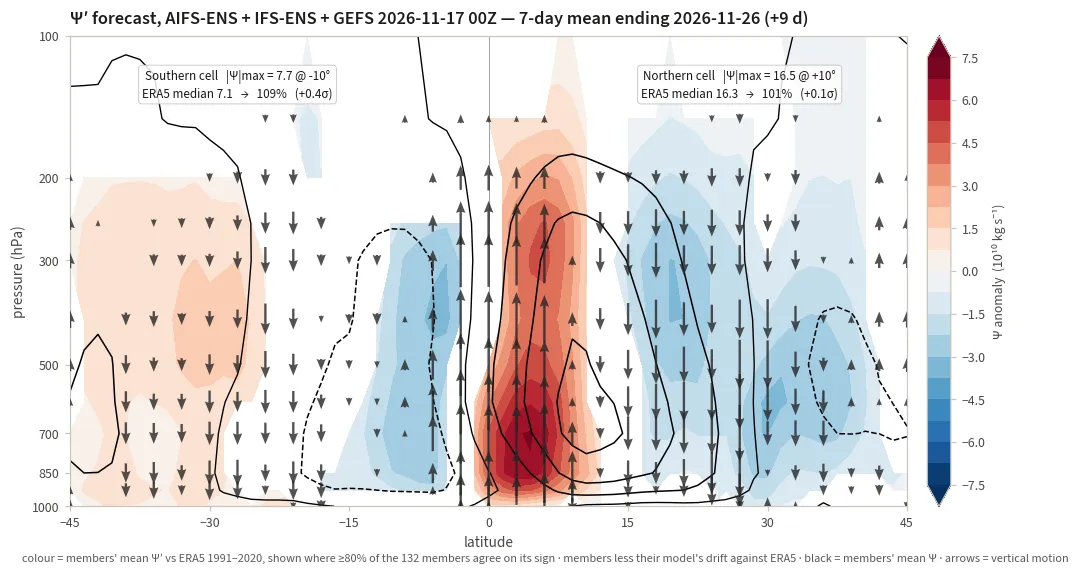 Ψ′ forecast, AIFS-ENS + IFS-ENS + GEFS 2026-11-17 00Z — 7-day mean ending 2026-11-26 (+9 d)
Southern cell |Ψ|max = 7.7 @ -10°
ERA5 median 7.1 → 109% (+0.4σ)
Northern cell |Ψ|max = 16.5 @ +10°
ERA5 median 16.3 → 101% (+0.1σ)
pressure (hPa)
100
200
300
400
500
700
850
1000
−45
−30
−15
0
15
30
45
latitude
7.5
6.0
4.5
3.0
1.5
0.0
−1.5
−3.0
−4.5
−6.0
−7.5
Ψ anomaly (10¹⁰ kg s⁻¹)
colour = members' mean Ψ′ vs ERA5 1991–2020, shown where ≥80% of the 132 members agree on its sign · members less their model's drift against ERA5 · black = members' mean Ψ · arrows = vertical motion